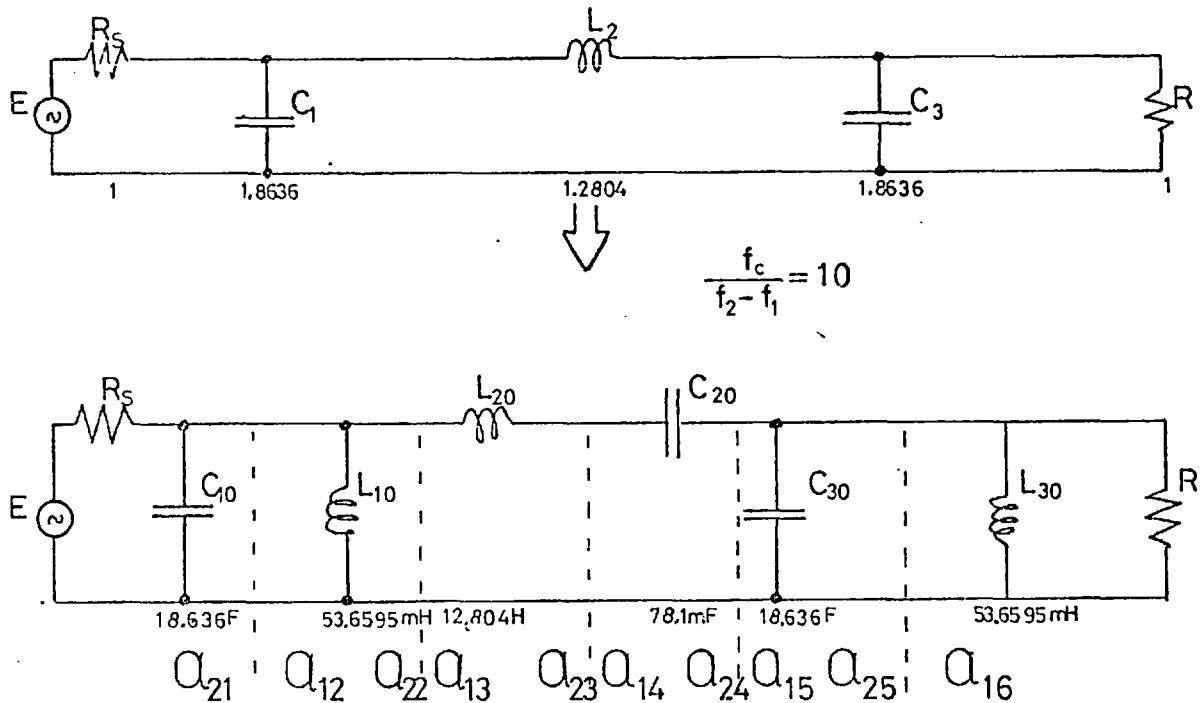 Rs
L2
E
C1
C3
R
1
1.8636
1.2804
1.8636
1
fc / f2 - f1 = 10
Rs
L20
C20
E
C10
L10
C30
L30
R
18.636F
53.6595mH
12.804H
78.1mF
18.636F
53.6595mH
a21 a12 a22 a13 a23 a14 a24 a15 a25 a16